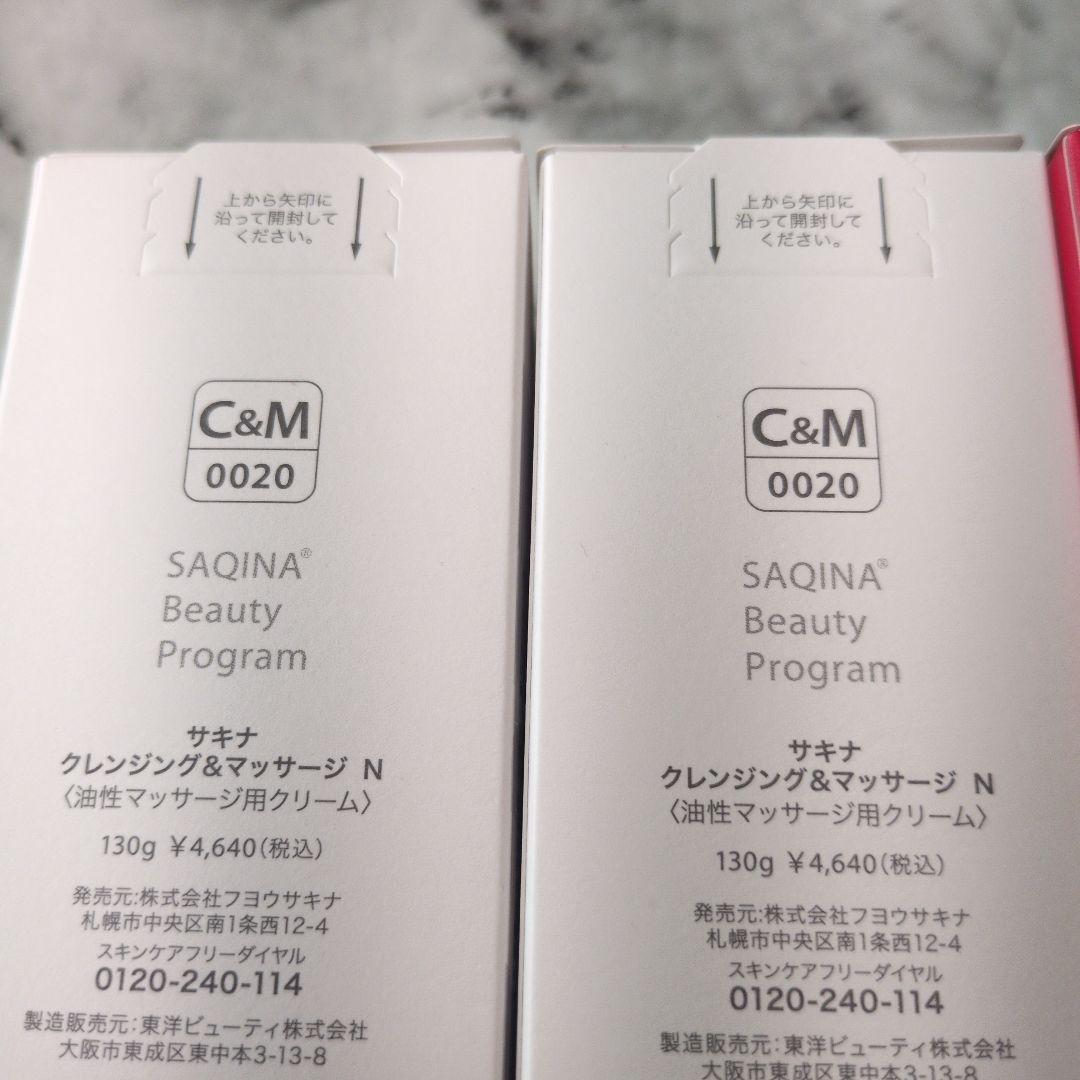 上から矢印に
沿って開封して
ください。
C&M
0020
SAQINA®
Beauty
Program
サキナ
クレンジング&マッサージ N
〈油性マッサージ用クリーム〉
130g ¥4,640(税込)
発売元:株式会社フヨウサキナ
札幌市中央区南1条西12-4
スキンケアフリーダイヤル
0120-240-114
製造販売元:東洋ビューティ株式会社
大阪市東成区東中本3-13-8
上から矢印に
沿って開封して
ください。
C&M
0020
SAQINA®
Beauty
Program
サキナ
クレンジング&マッサージ N
〈油性マッサージ用クリーム〉
130g ¥4,640(税込)
発売元:株式会社フヨウサキナ
札幌市中央区南1条西12-4
スキンケアフリーダイヤル
0120-240-114
製造販売元:東洋ビューティ株式会社
大阪市東成区東中本3-13-8